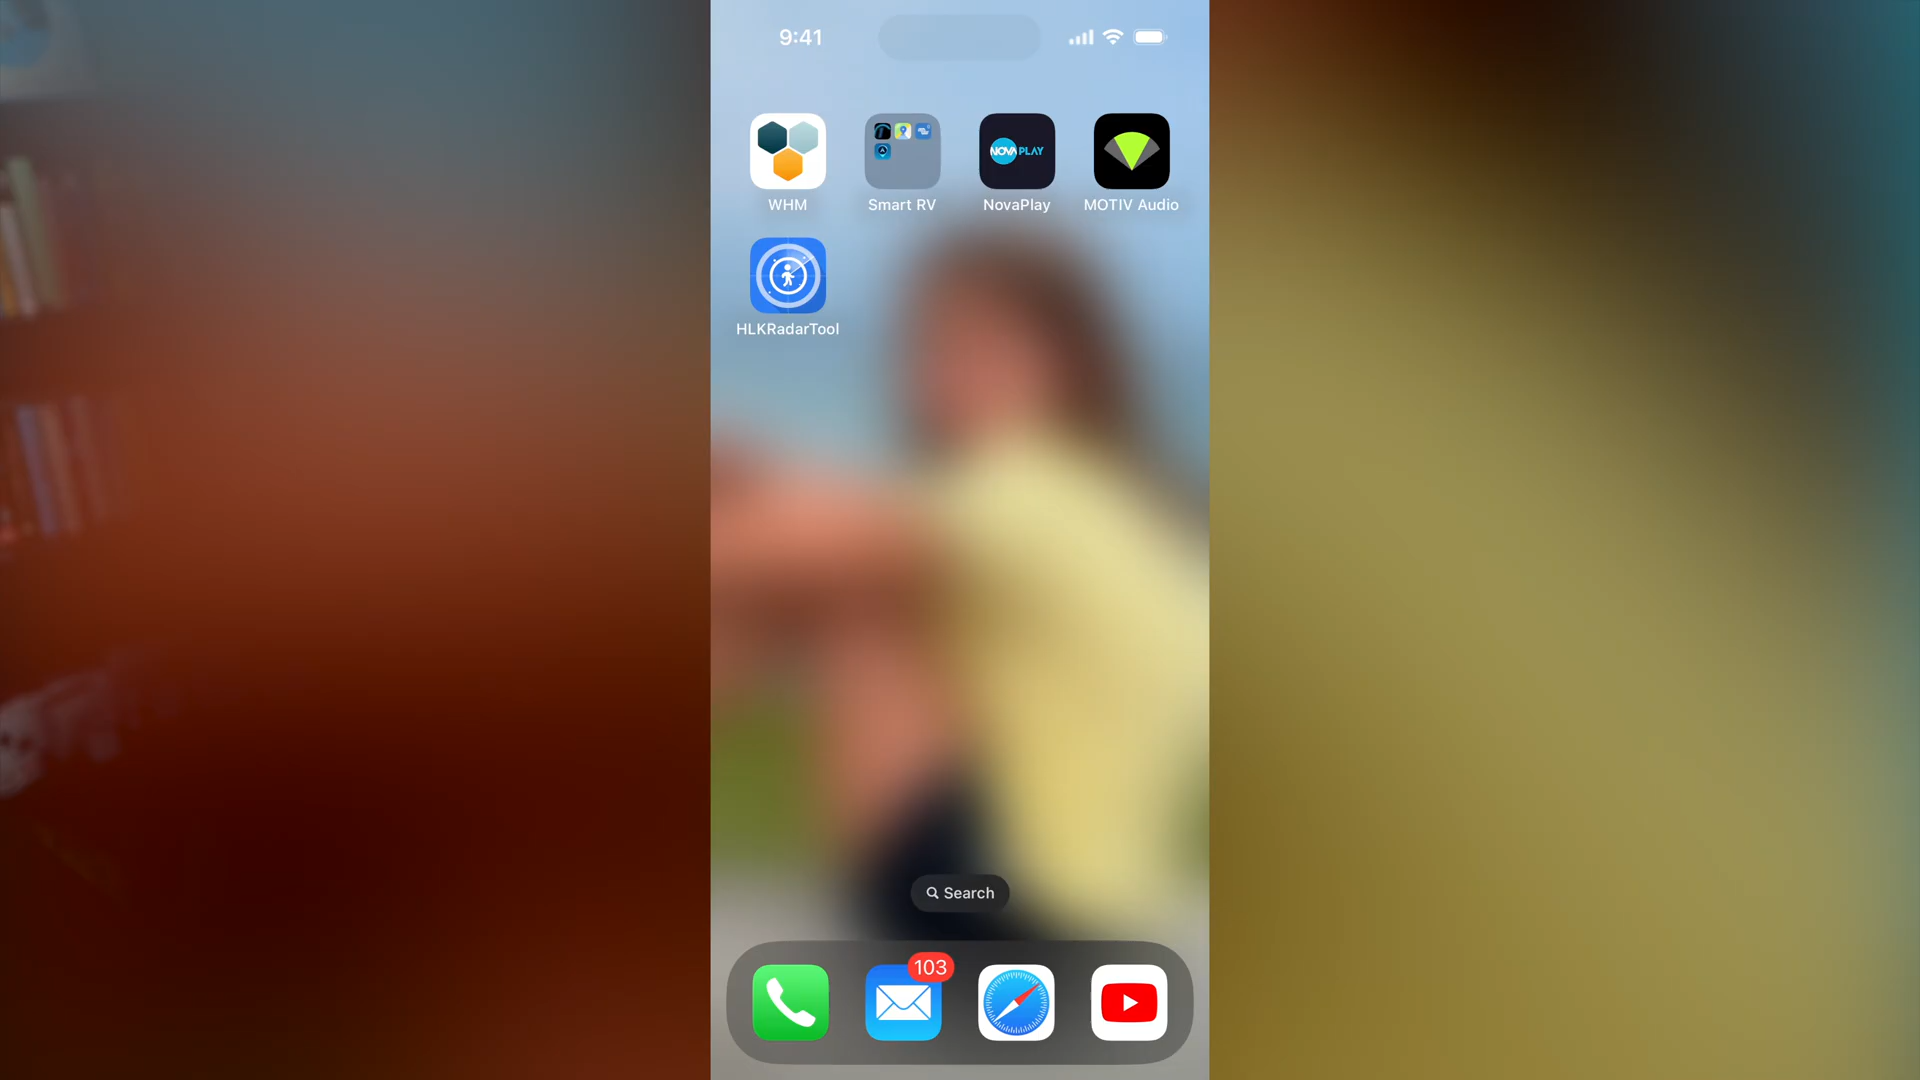 9:41
NOVA PLAY
WHM
Smart RV
NovaPlay
MOTIV Audio
HLKRadarTool
Search
103